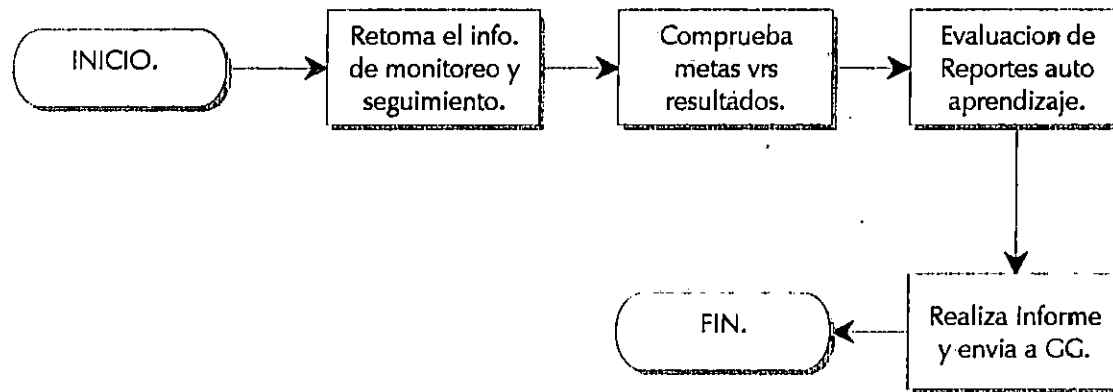 INICIO.
Retoma el info.
de monitoreo y
seguimiento.
Comprueba
metas vrs
resultádos.
Evaluacion de
Reportes auto
aprendizaje.
Realiza Informe
y envia a GG.
FIN.